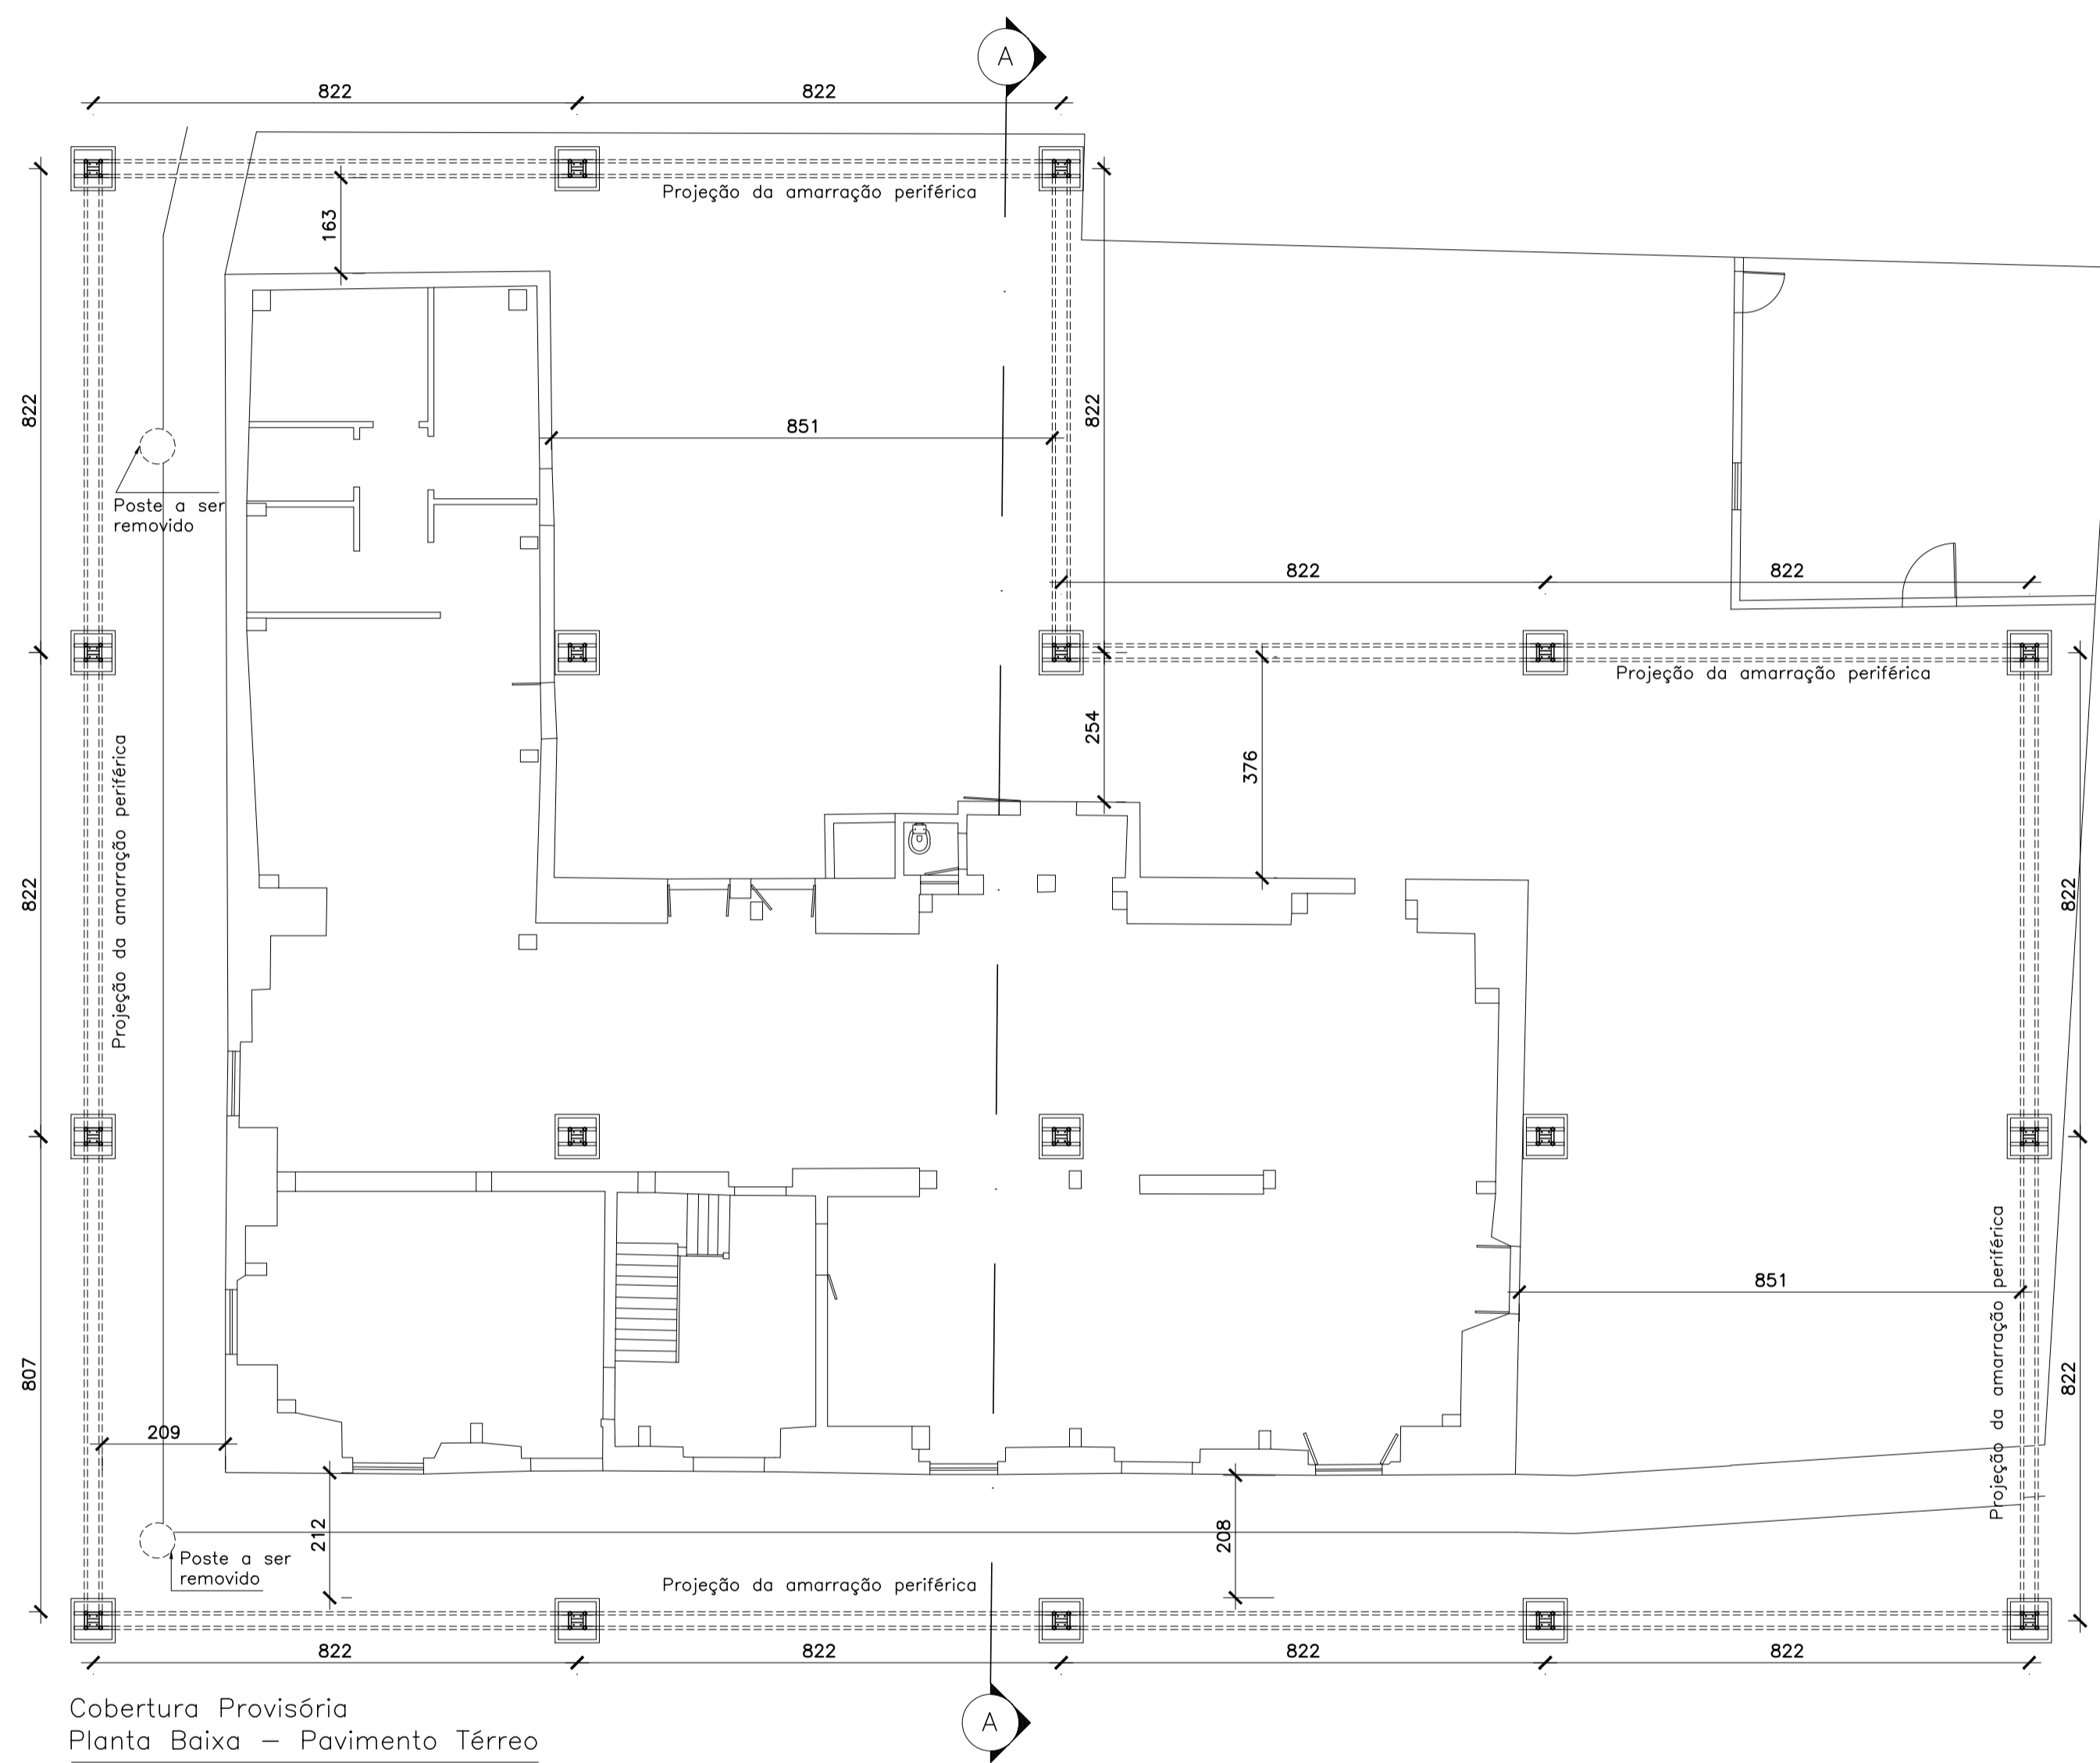 A
822
822
Projeção da amarração periférica
163
822
822
851
Poste a ser
removido
822
822
Projeção da amarração periférica
254
376
Projeção da amarração periférica
822
822
851
Projeção da amarração periférica
807
822
209
212
208
Poste a ser
removido
Projeção da amarração periférica
822
822
822
822
A
Cobertura Provisória
Planta Baixa – Pavimento Térreo